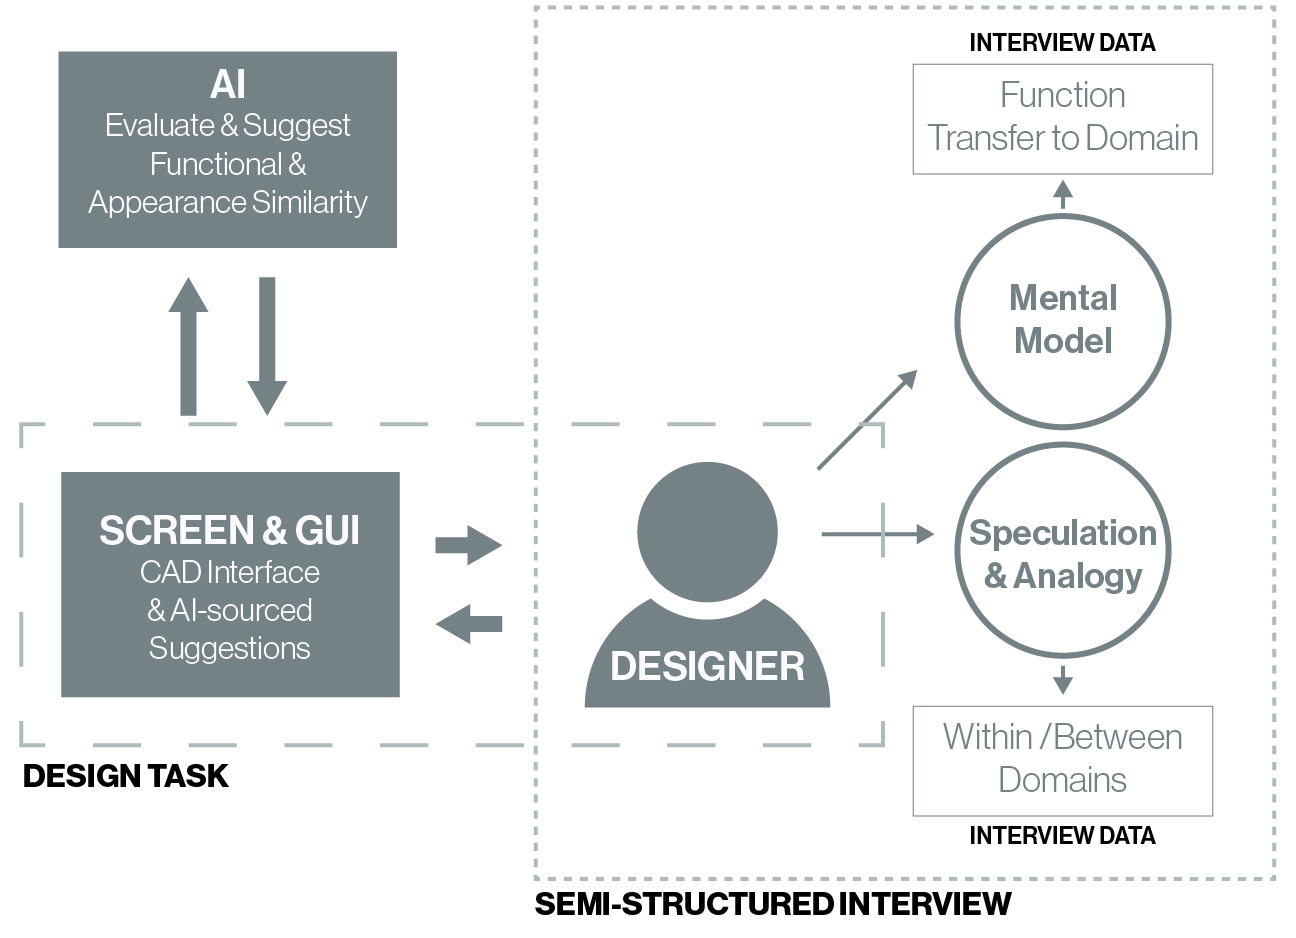 AI
Evaluate & Suggest
Functional &
Appearance Similarity
SCREEN & GUI
CAD Interface
& AI-sourced
Suggestions
DESIGN TASK
DESIGNER
INTERVIEW DATA
Function
Transfer to Domain
Mental
Model
Speculation
& Analogy
Within / Between
Domains
INTERVIEW DATA
SEMI-STRUCTURED INTERVIEW